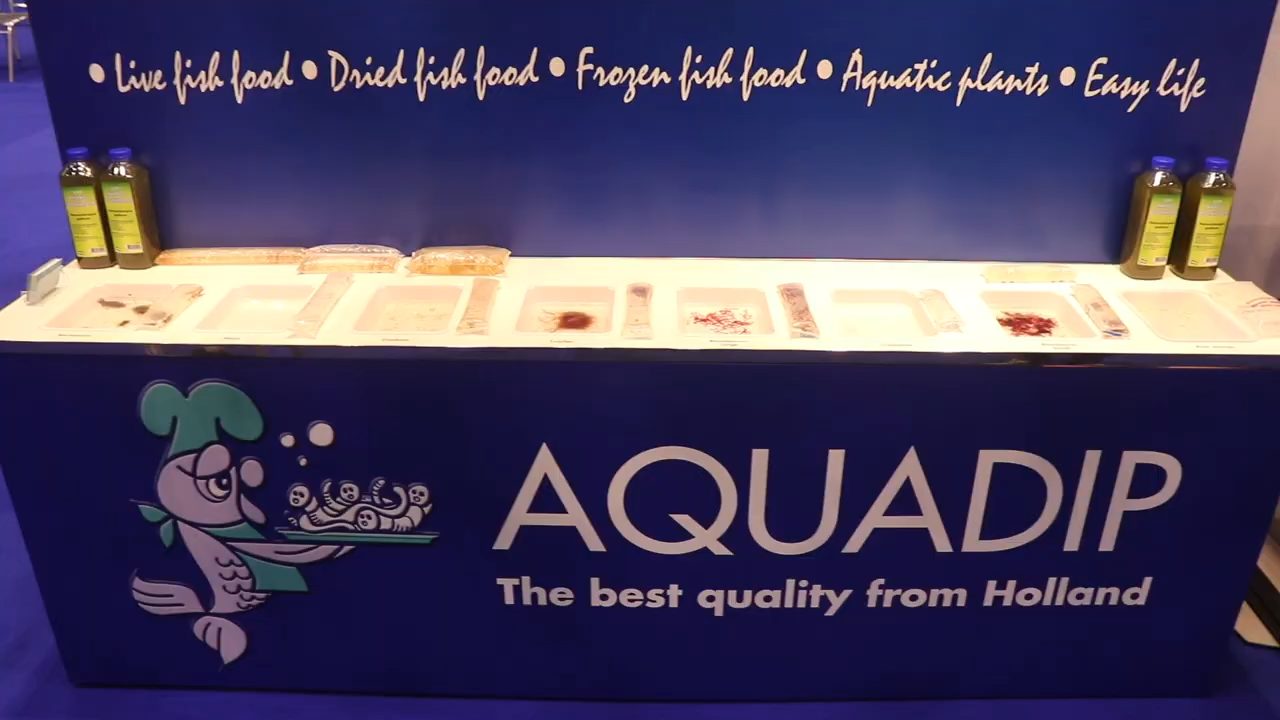 • Live fish food • Dried fish food • Frozen fish food • Aquatic plants • Easy life
AQUADIP
The best quality from Holland